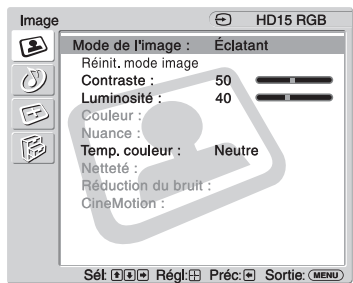 Image HD15 RGB
Mode de l'image : Éclatant
Réinit. mode image
Contraste : 50
Luminosité : 40
Couleur :
Nuance :
Temp. couleur : Neutre
Netteté :
Réduction du bruit :
CineMotion :
Sél: Régl: Préc: Sortie: MENU